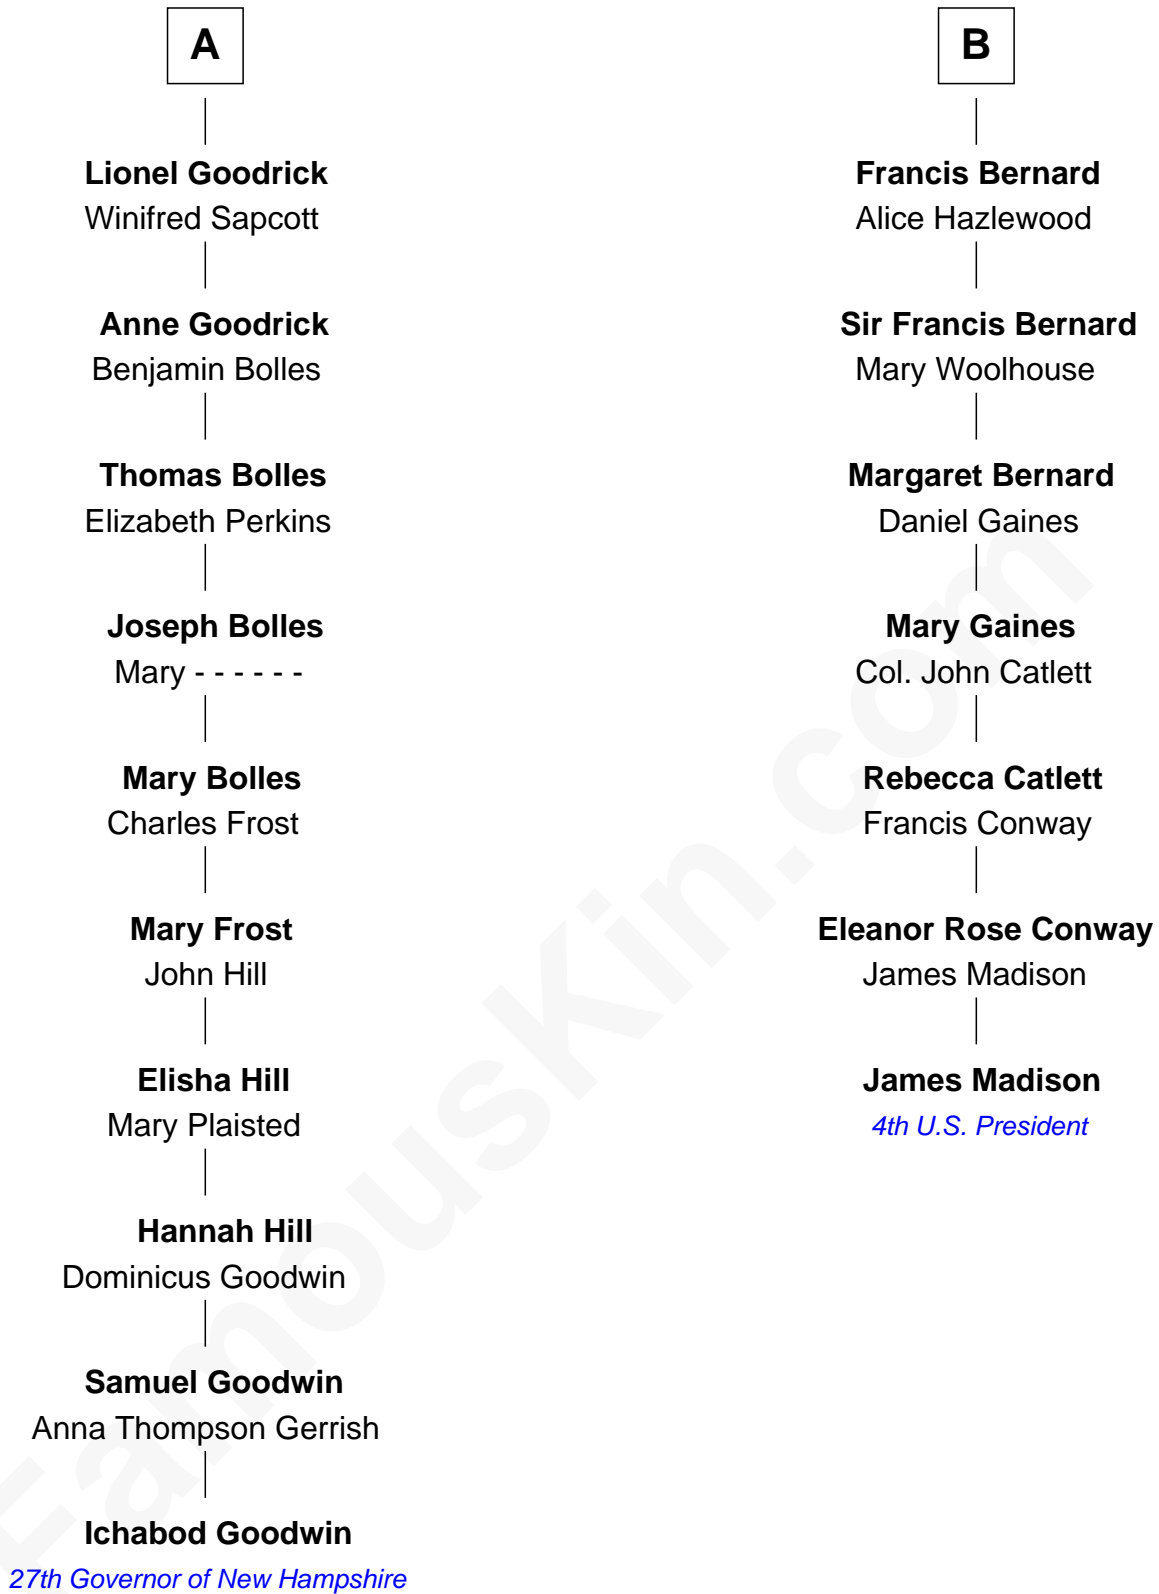 A
Lionel Goodrick
Winifred Sapcott
Anne Goodrick
Benjamin Bolles
Thomas Bolles
Elizabeth Perkins
Joseph Bolles
Mary - - - - - -
Mary Bolles
Charles Frost
Mary Frost
John Hill
Elisha Hill
Mary Plaisted
Hannah Hill
Dominicus Goodwin
Samuel Goodwin
Anna Thompson Gerrish
Ichabod Goodwin
27th Governor of New Hampshire
B
Francis Bernard
Alice Hazlewood
Sir Francis Bernard
Mary Woolhouse
Margaret Bernard
Daniel Gaines
Mary Gaines
Col. John Catlett
Rebecca Catlett
Francis Conway
Eleanor Rose Conway
James Madison
James Madison
4th U.S. President
FamousKin.com